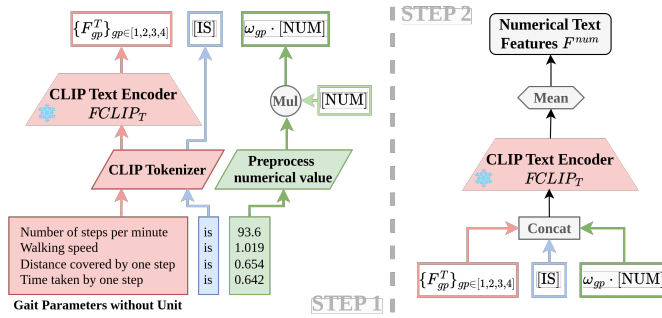 STEP 2
{F^T_gp}_gp∈[1,2,3,4]
[IS]
ω_gp · [NUM]
Numerical Text
Features F^num
CLIP Text Encoder
FCLIP_T
Mul
[NUM]
Mean
CLIP Tokenizer
Preprocess
numerical value
CLIP Text Encoder
FCLIP_T
Concat
Number of steps per minute is 93.6
Walking speed is 1.019
Distance covered by one step is 0.654
Time taken by one step is 0.642
{F^T_gp}_gp∈[1,2,3,4]
[IS]
ω_gp · [NUM]
Gait Parameters without Unit
STEP 1